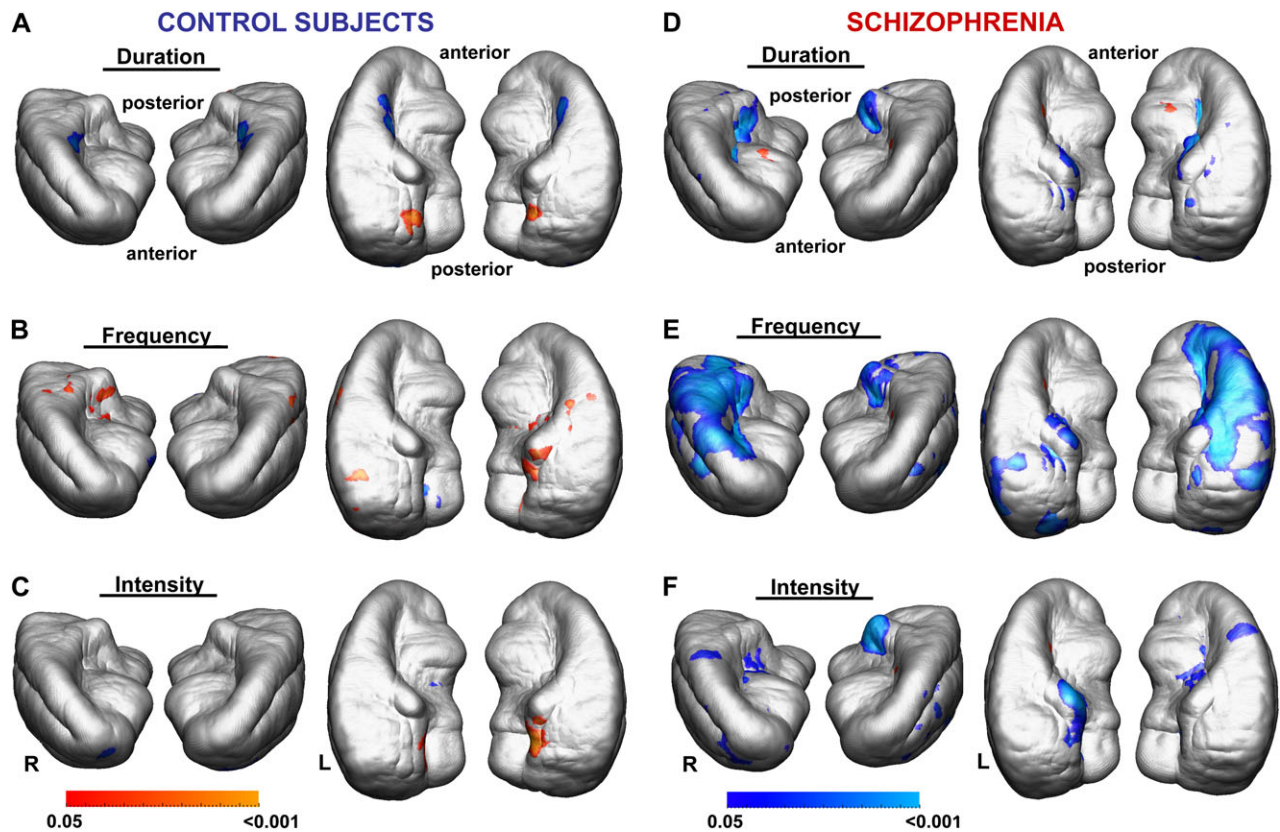 A CONTROL SUBJECTS
Duration
anterior
posterior
anterior
posterior
B Frequency
C Intensity
R
L
0.05 <0.001
D SCHIZOPHRENIA
Duration
anterior
posterior
anterior
posterior
E Frequency
F Intensity
R
L
0.05 <0.001